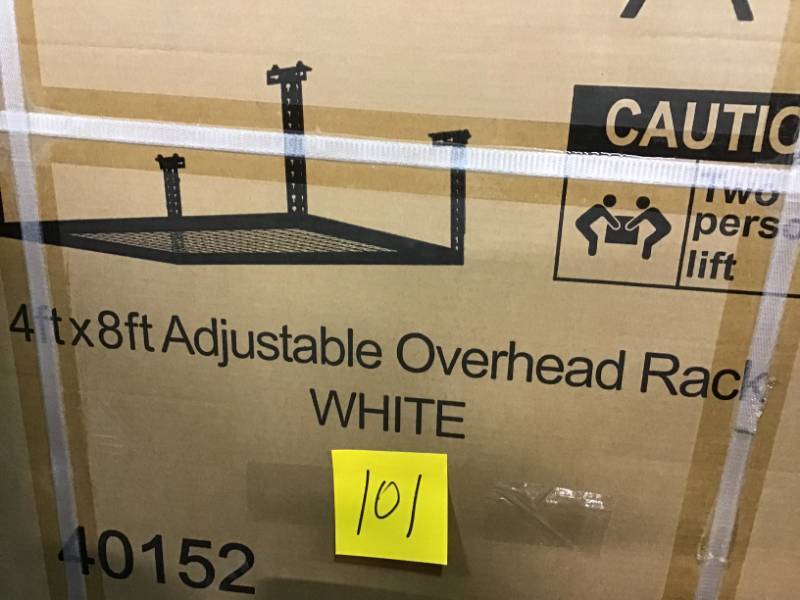 CAUTIO
Two
perso
lift
4ftx8ft Adjustable Overhead Rack
WHITE
101
40152